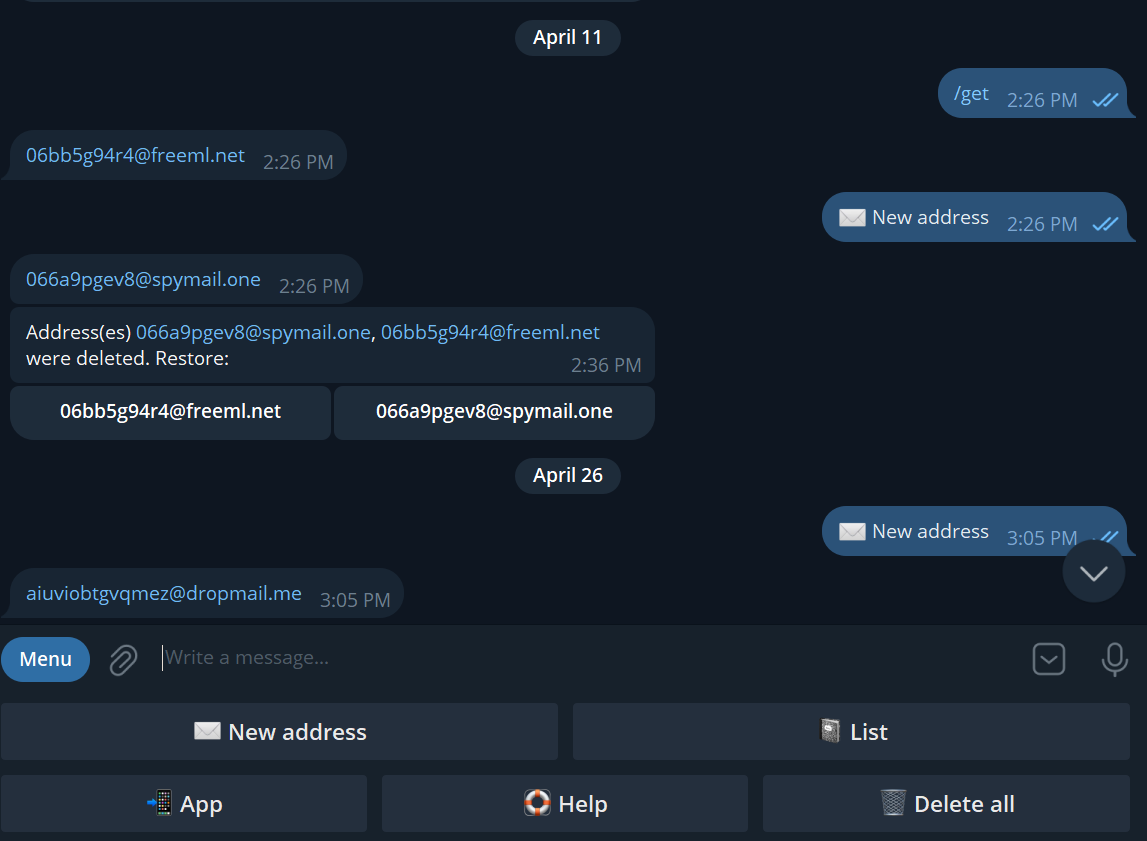 April 11
/get 2:26 PM
06bb5g94r4@freeml.net 2:26 PM
New address 2:26 PM
066a9pgev8@spymail.one 2:26 PM
Address(es) 066a9pgev8@spymail.one, 06bb5g94r4@freeml.net
were deleted. Restore: 2:36 PM
06bb5g94r4@freeml.net 066a9pgev8@spymail.one
April 26
New address 3:05 PM
aiuviobtgvqmez@dropmail.me 3:05 PM
Menu Write a message...
New address List
App Help Delete all